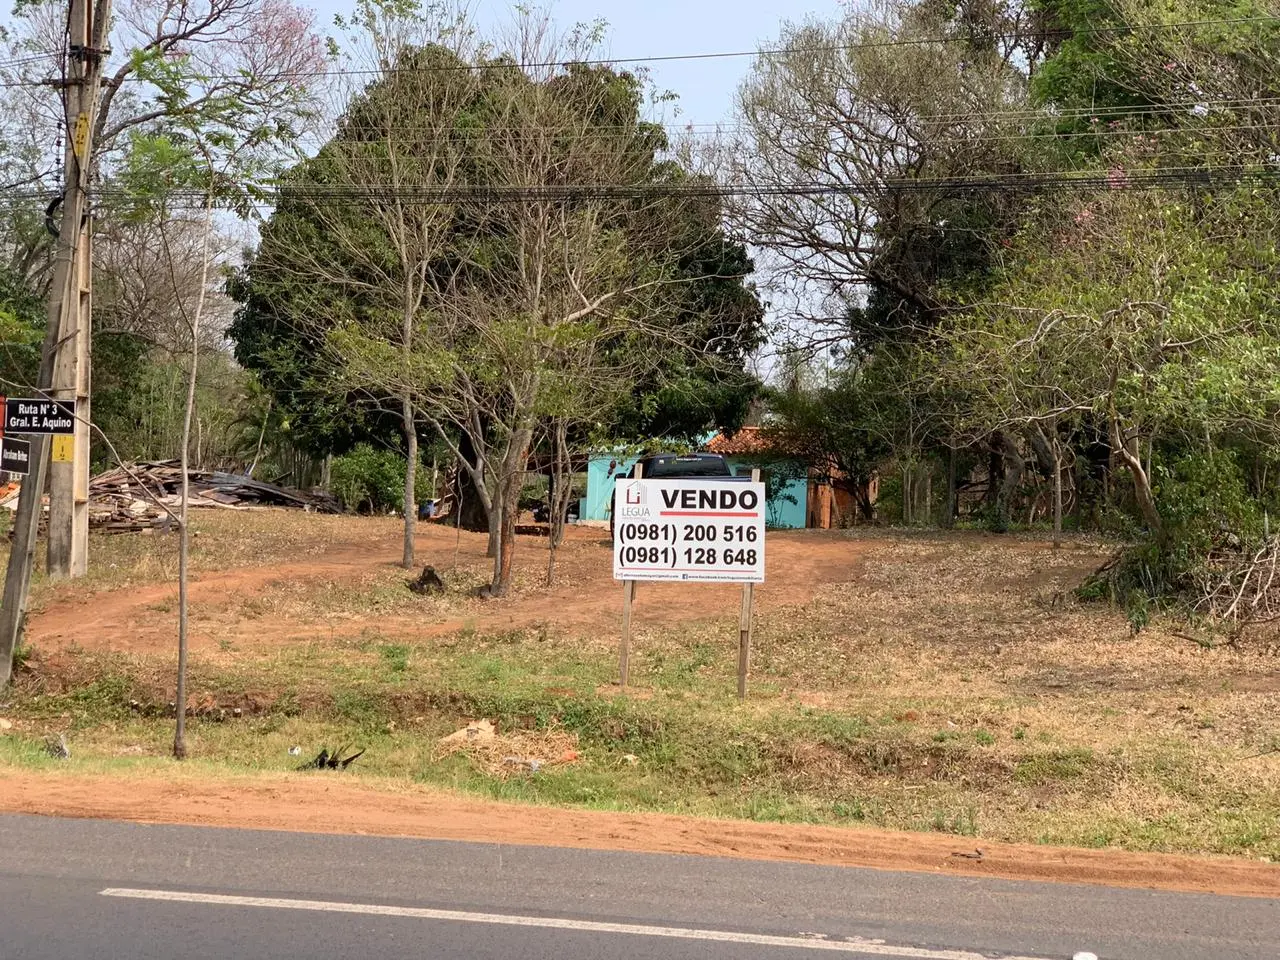 Ruta N° 3
Gral. E. Aquino
LEGUA
VENDO
(0981) 200 516
(0981) 128 648